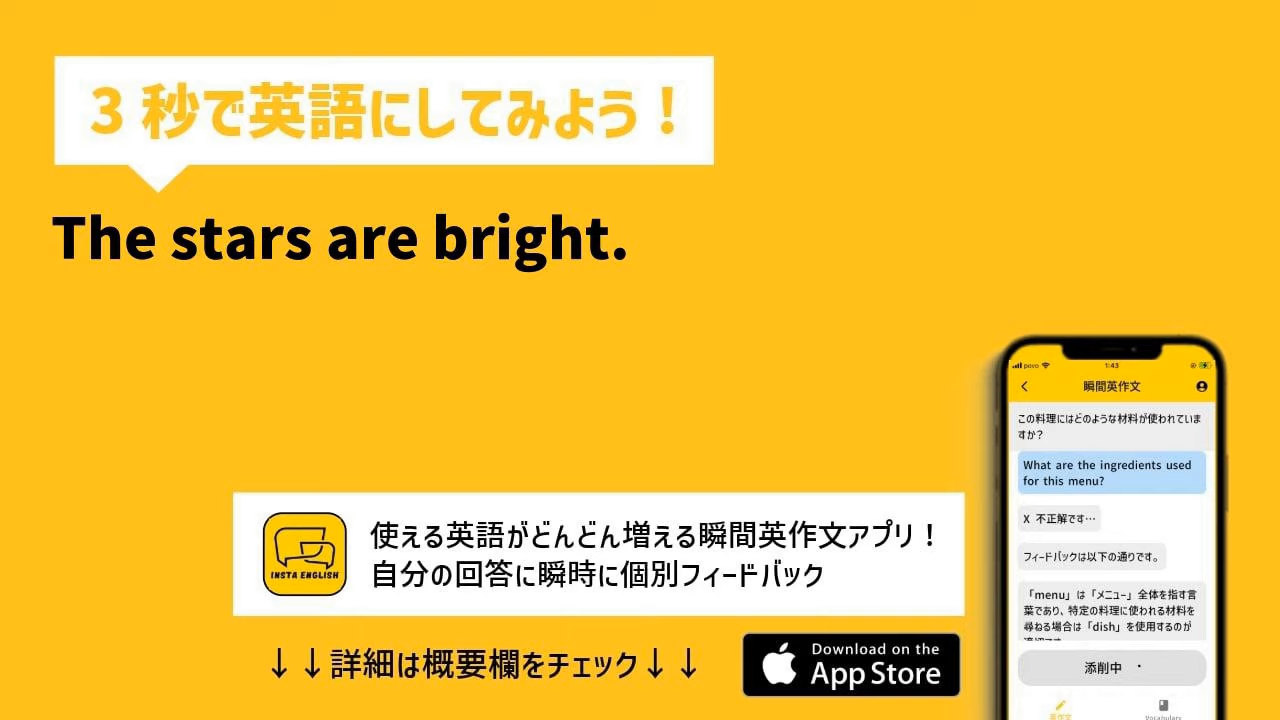 3 秒で英語にしてみよう！
The stars are bright.
povo
1:43
瞬間英作文
この料理にはどのような材料が使われていま
すか？
What are the ingredients used
for this menu?
X 不正解です…
フィードバックは以下の通りです。
「menu」は「メニュー」全体を指す言
葉であり、特定の料理に使われる材料を
尋ねる場合は「dish」を使用するのが
添削中
英作文
Vocabulary
INSTA ENGLISH
使える英語がどんどん増える瞬間英作文アプリ！
自分の回答に瞬時に個別フィードバック
↓↓詳細は概要欄をチェック↓↓
Download on the
App Store